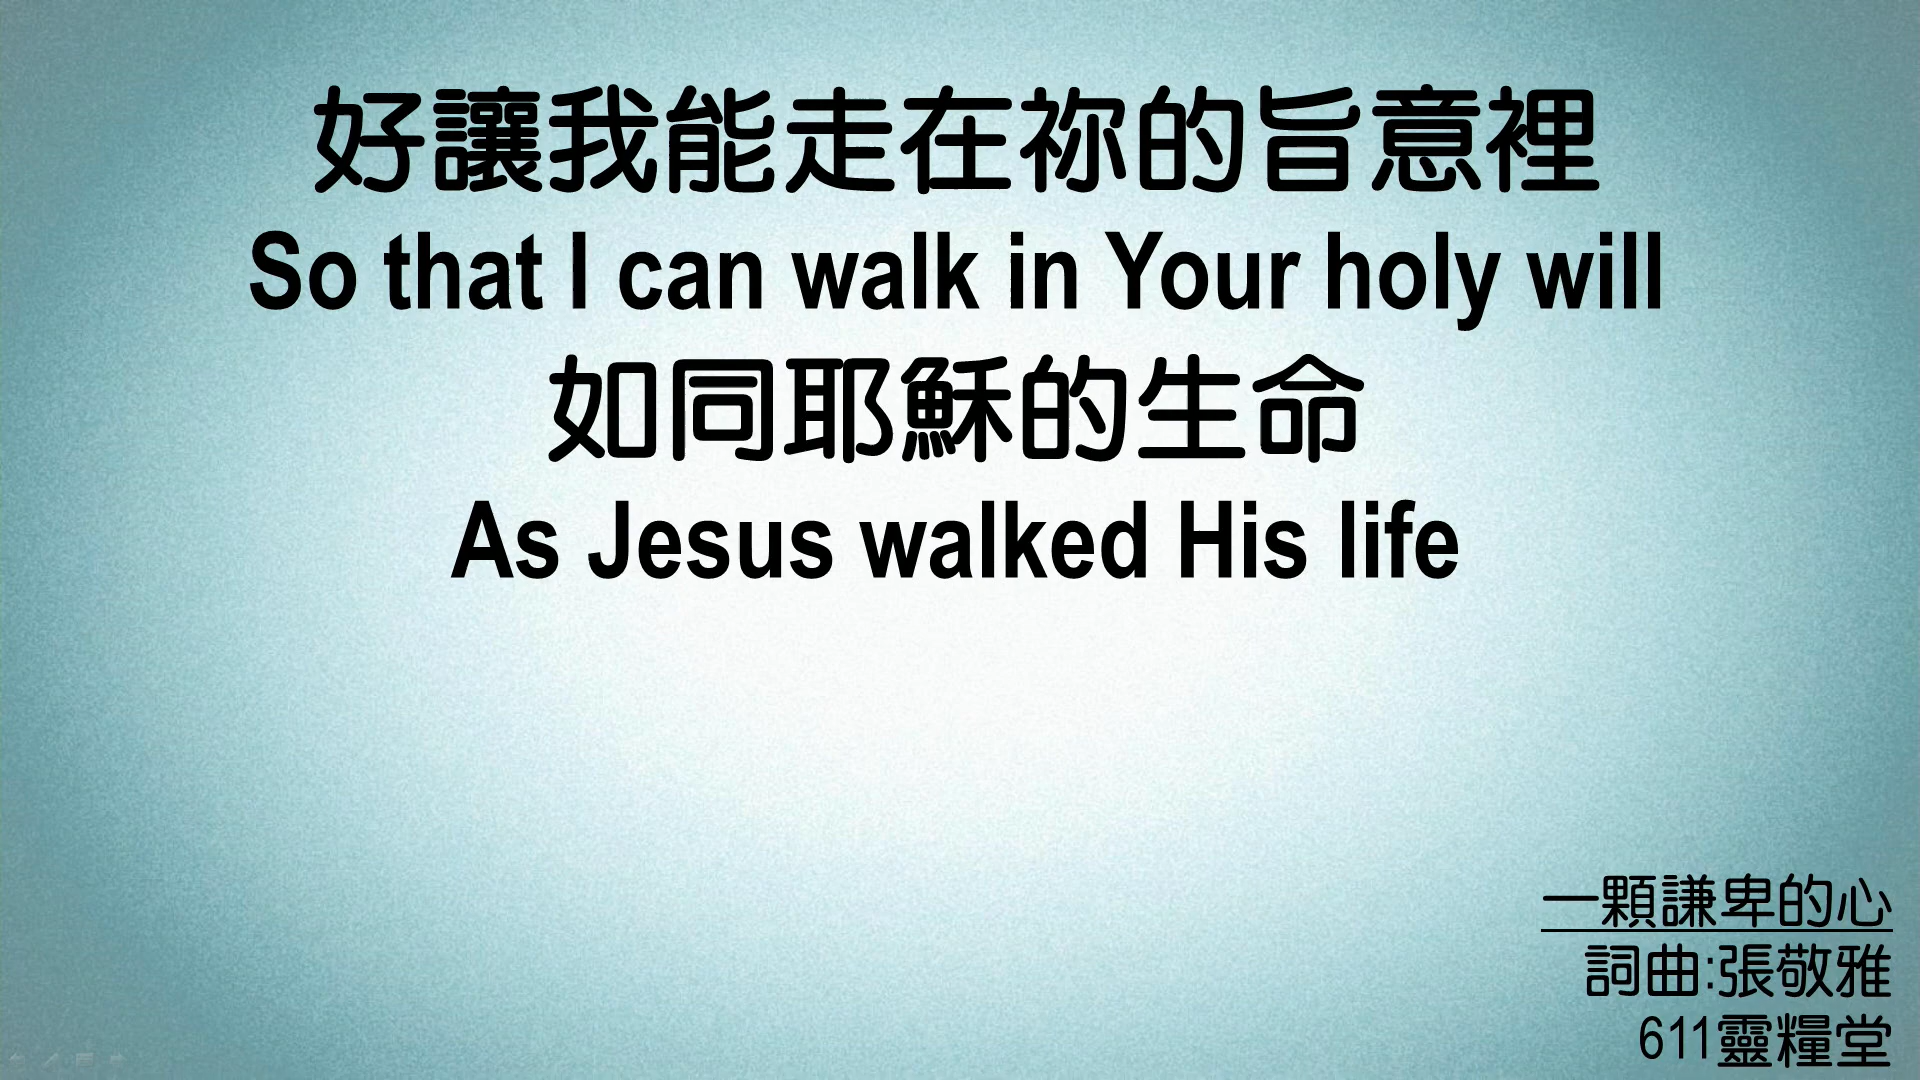 好讓我能走在祢的旨意裡
So that I can walk in Your holy will
如同耶穌的生命
As Jesus walked His life
一顆謙卑的心
詞曲:張敬雅
611靈糧堂